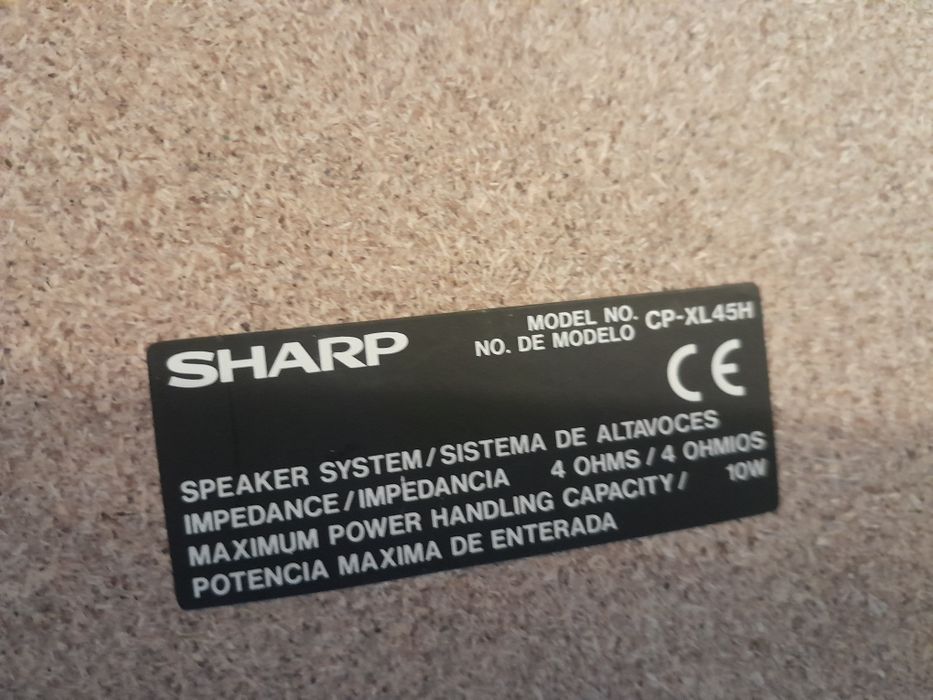 SHARP
MODEL NO. CP-XL45H
NO. DE MODELO
CE
SPEAKER SYSTEM/SISTEMA DE ALTAVOCES
IMPEDANCE/IMPEDANCIA 4 OHMS/4 OHMIOS
MAXIMUM POWER HANDLING CAPACITY/ 10W
POTENCIA MAXIMA DE ENTERADA